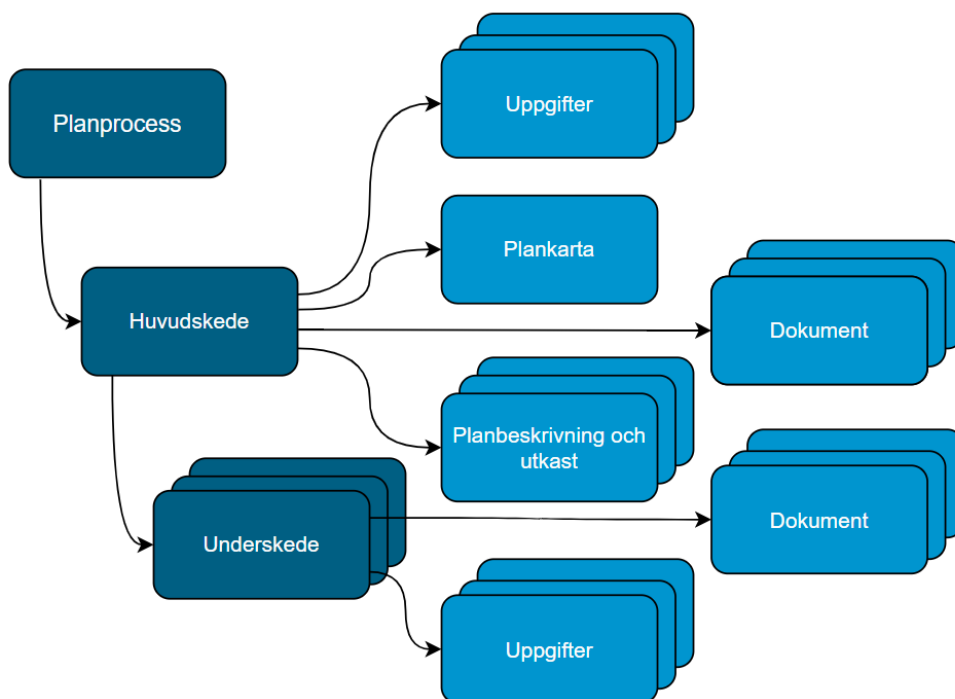 Uppgifter
Planprocess
Plankarta
Huvudskede
Dokument
Planbeskrivning och
utkast
Underskede
Dokument
Uppgifter